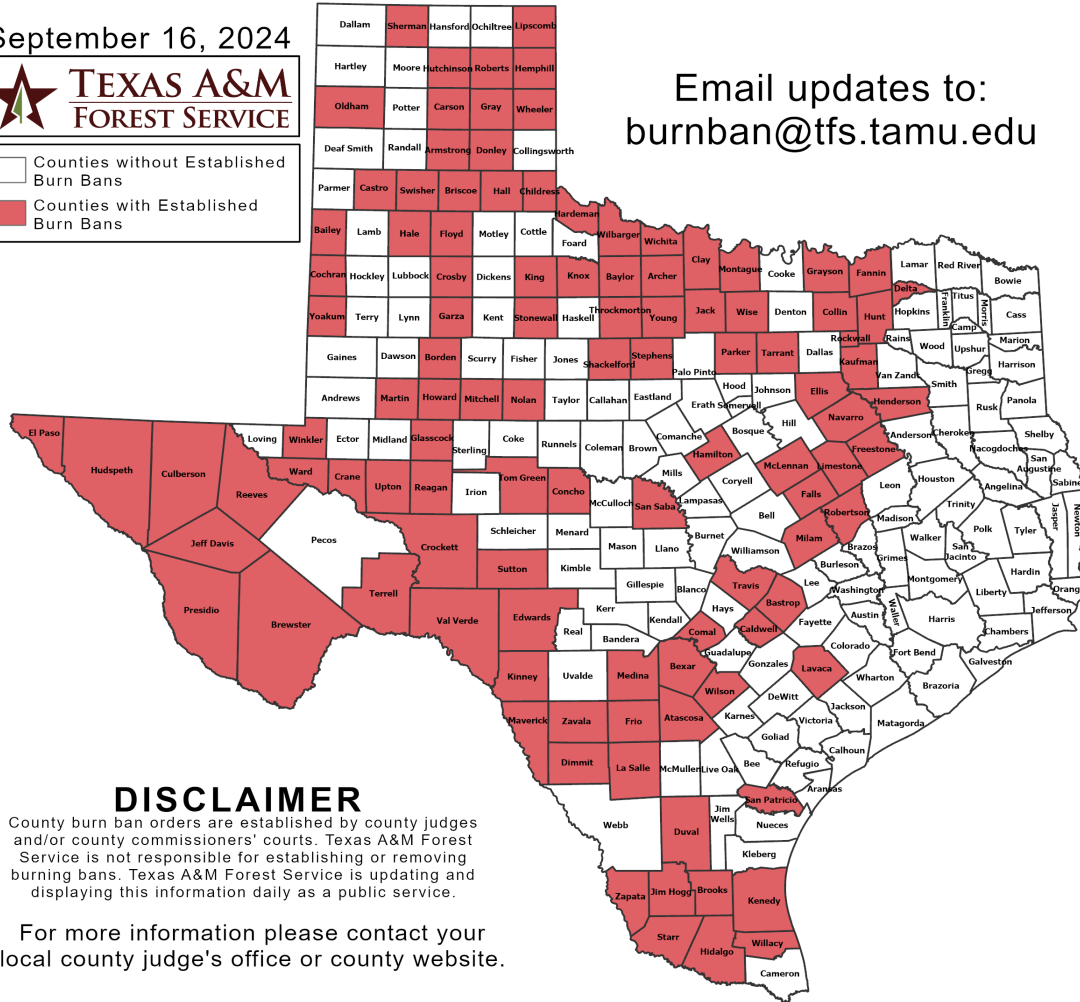 September 16, 2024
TEXAS A&M
FOREST SERVICE
Counties without Established
Burn Bans
Counties with Established
Burn Bans
Email updates to:
burnban@tfs.tamu.edu
Dallam Sherman Hansford Ochiltree Lipscomb
Hartley Moore Hutchinson Roberts Hemphill
Oldham Potter Carson Gray Wheeler
Deaf Smith Randall Armstrong Donley Collingsworth
Parmer Castro Swisher Briscoe Hall Childress
Hardeman
Bailey Lamb Hale Floyd Motley Cottle Foard Wilbarger Wichita
Clay Montague Cooke Grayson Fannin Lamar Red River Bowie
Cochran Hockley Lubbock Crosby Dickens King Knox Baylor Archer
Delta Franklin Titus Morris Cass
Yoakum Terry Lynn Garza Kent Stonewall Haskell Throckmorton Young Jack Wise Denton Collin Hunt Hopkins Camp
Rockwall Rains Wood Upshur Marion
Gaines Dawson Borden Scurry Fisher Jones Shackelford Stephens Palo Pinto Parker Tarrant Dallas Kaufman Van Zandt Gregg Harrison
Andrews Martin Howard Mitchell Nolan Taylor Callahan Eastland Erath Hood Somervell Johnson Ellis Henderson Smith Rusk Panola
El Paso Hudspeth Culberson Reeves Loving Winkler Ector Midland Glasscock Sterling Coke Runnels Coleman Brown Comanche Bosque Hill Navarro Anderson Cherokee Nacogdoches Shelby
Ward Crane Upton Reagan Irion Tom Green Concho McCulloch San Saba Mills Hamilton Coryell McLennan Limestone Freestone Leon Houston Angelina San Augustine Sabine
Jeff Davis Pecos Crockett Schleicher Menard Mason Llano Lampasas Burnet Bell Falls Robertson Madison Trinity Polk Tyler Jasper Newton
Presidio Brewster Terrell Val Verde Sutton Kimble Gillespie Blanco Williamson Milam Brazos Grimes Walker San Jacinto Hardin
Edwards Real Kerr Bandera Kendall Hays Travis Bastrop Lee Burleson Washington Montgomery Liberty Orange
Comal Caldwell Fayette Austin Waller Harris Chambers Jefferson
Kinney Uvalde Medina Bexar Guadalupe Gonzales Lavaca Colorado Fort Bend Galveston
Maverick Zavala Frio Atascosa Wilson Karnes DeWitt Jackson Wharton Brazoria
Dimmit La Salle McMullen Live Oak Bee Goliad Victoria Calhoun Matagorda
Refugio Aransas
Webb Duval Jim Wells San Patricio Nueces
Kleberg
Zapata Jim Hogg Brooks Kenedy
Starr Hidalgo Willacy
Cameron
DISCLAIMER
County burn ban orders are established by county judges
and/or county commissioners' courts. Texas A&M Forest
Service is not responsible for establishing or removing
burning bans. Texas A&M Forest Service is updating and
displaying this information daily as a public service.
For more information please contact your
local county judge's office or county website.